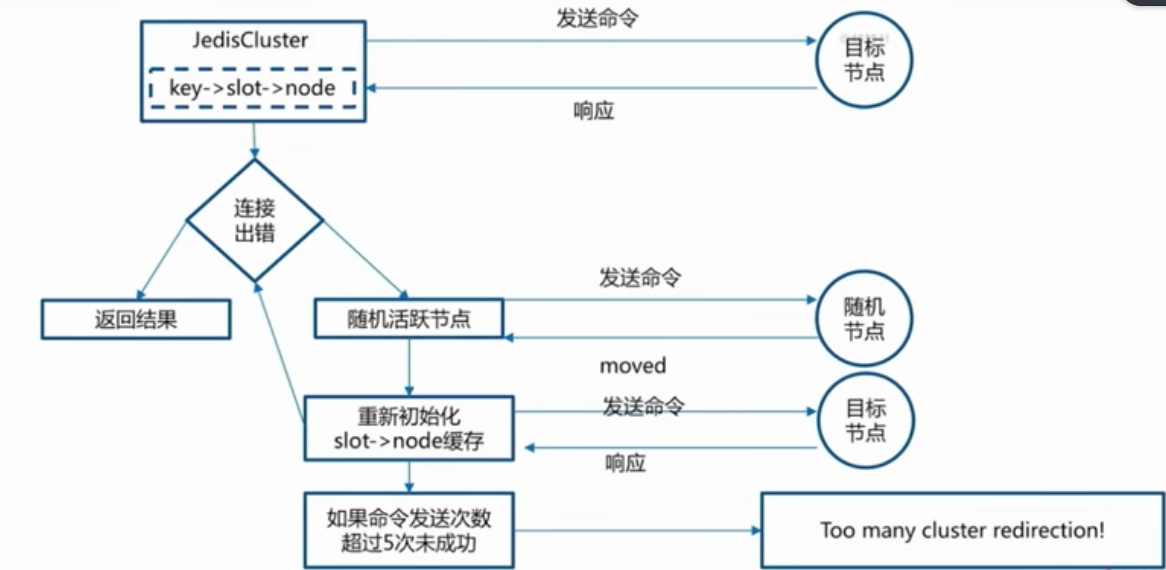 发送命令
JedisCluster
key->slot->node
目标
节点
响应
连接
出错
返回结果
随机活跃节点
发送命令
随机
节点
moved
重新初始化
slot->node缓存
发送命令
目标
节点
响应
如果命令发送次数
超过5次未成功
Too many cluster redirection!